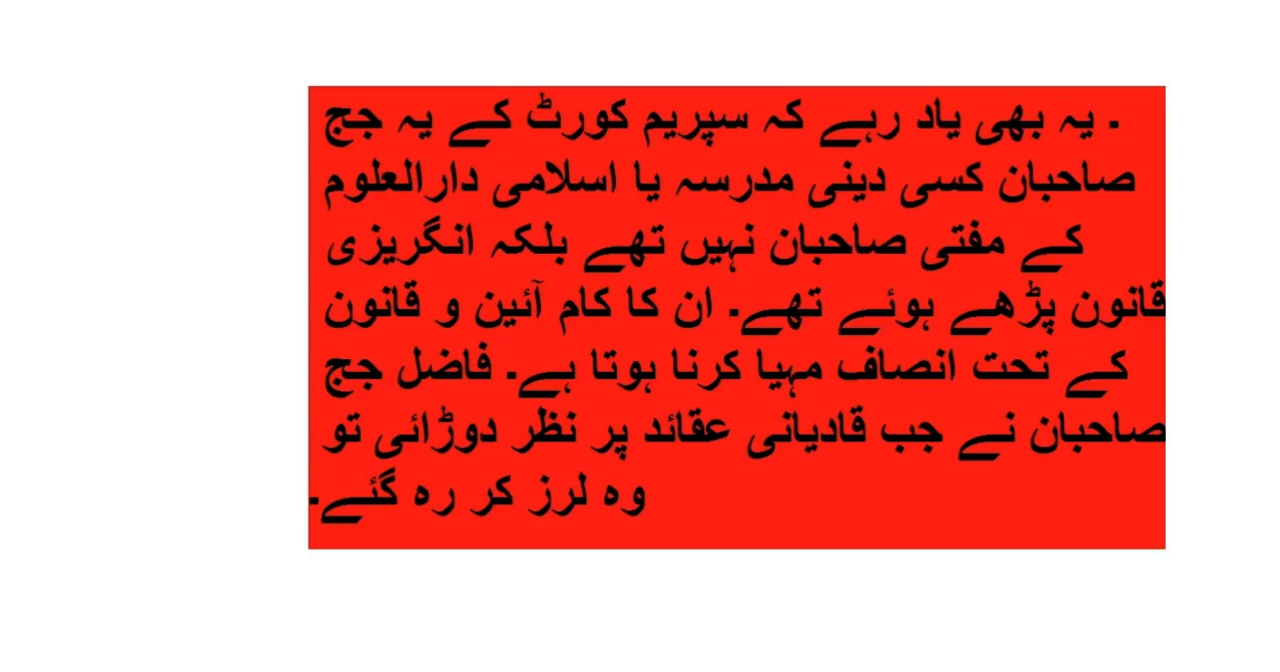 ۔ یہ بھی یاد رہے کہ سپریم کورٹ کے یہ جج
صاحبان کسی دینی مدرسہ یا اسلامی دارالعلوم
کے مفتی صاحبان نہیں تھے بلکہ انگریزی
قانون پڑھے ہوئے تھے۔ ان کا کام آئین و قانون
کے تحت انصاف مہیا کرنا ہوتا ہے۔ فاضل جج
صاحبان نے جب قادیانی عقائد پر نظر دوڑائی تو
وہ لرز کر رہ گئے۔